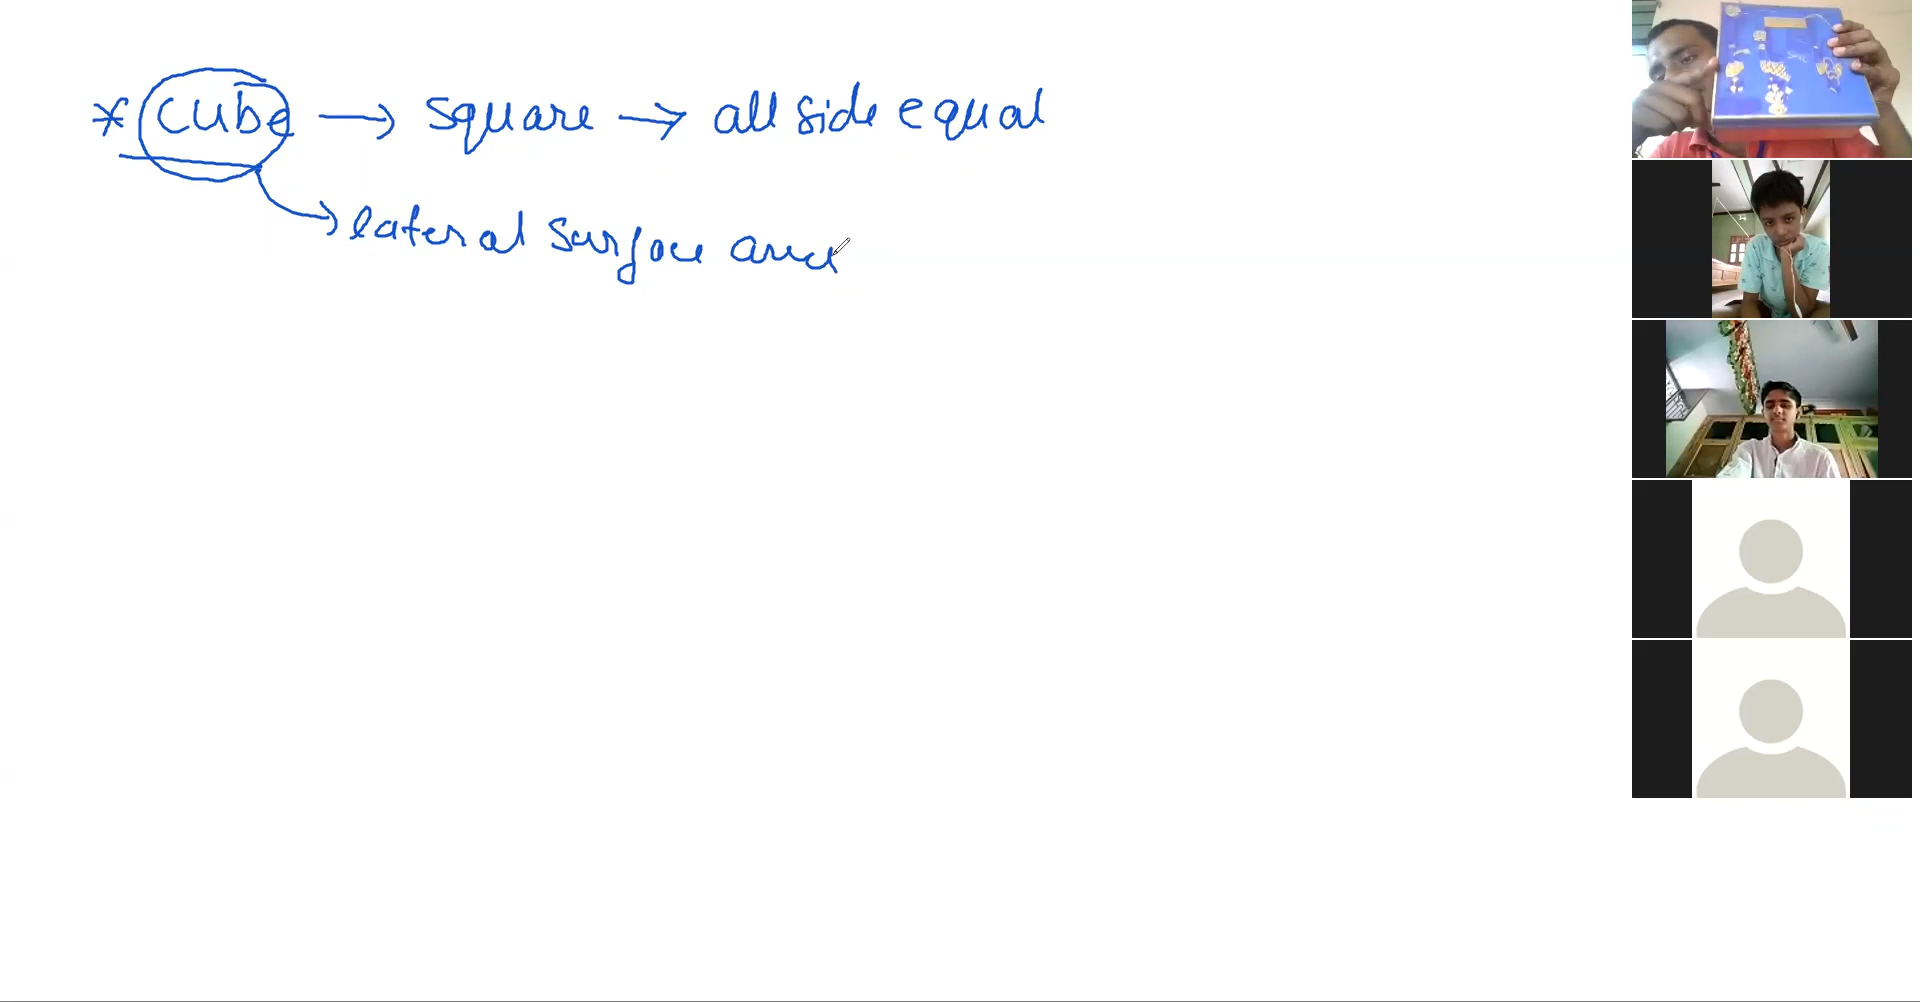 * cube → square → all side equal
→ lateral surface area